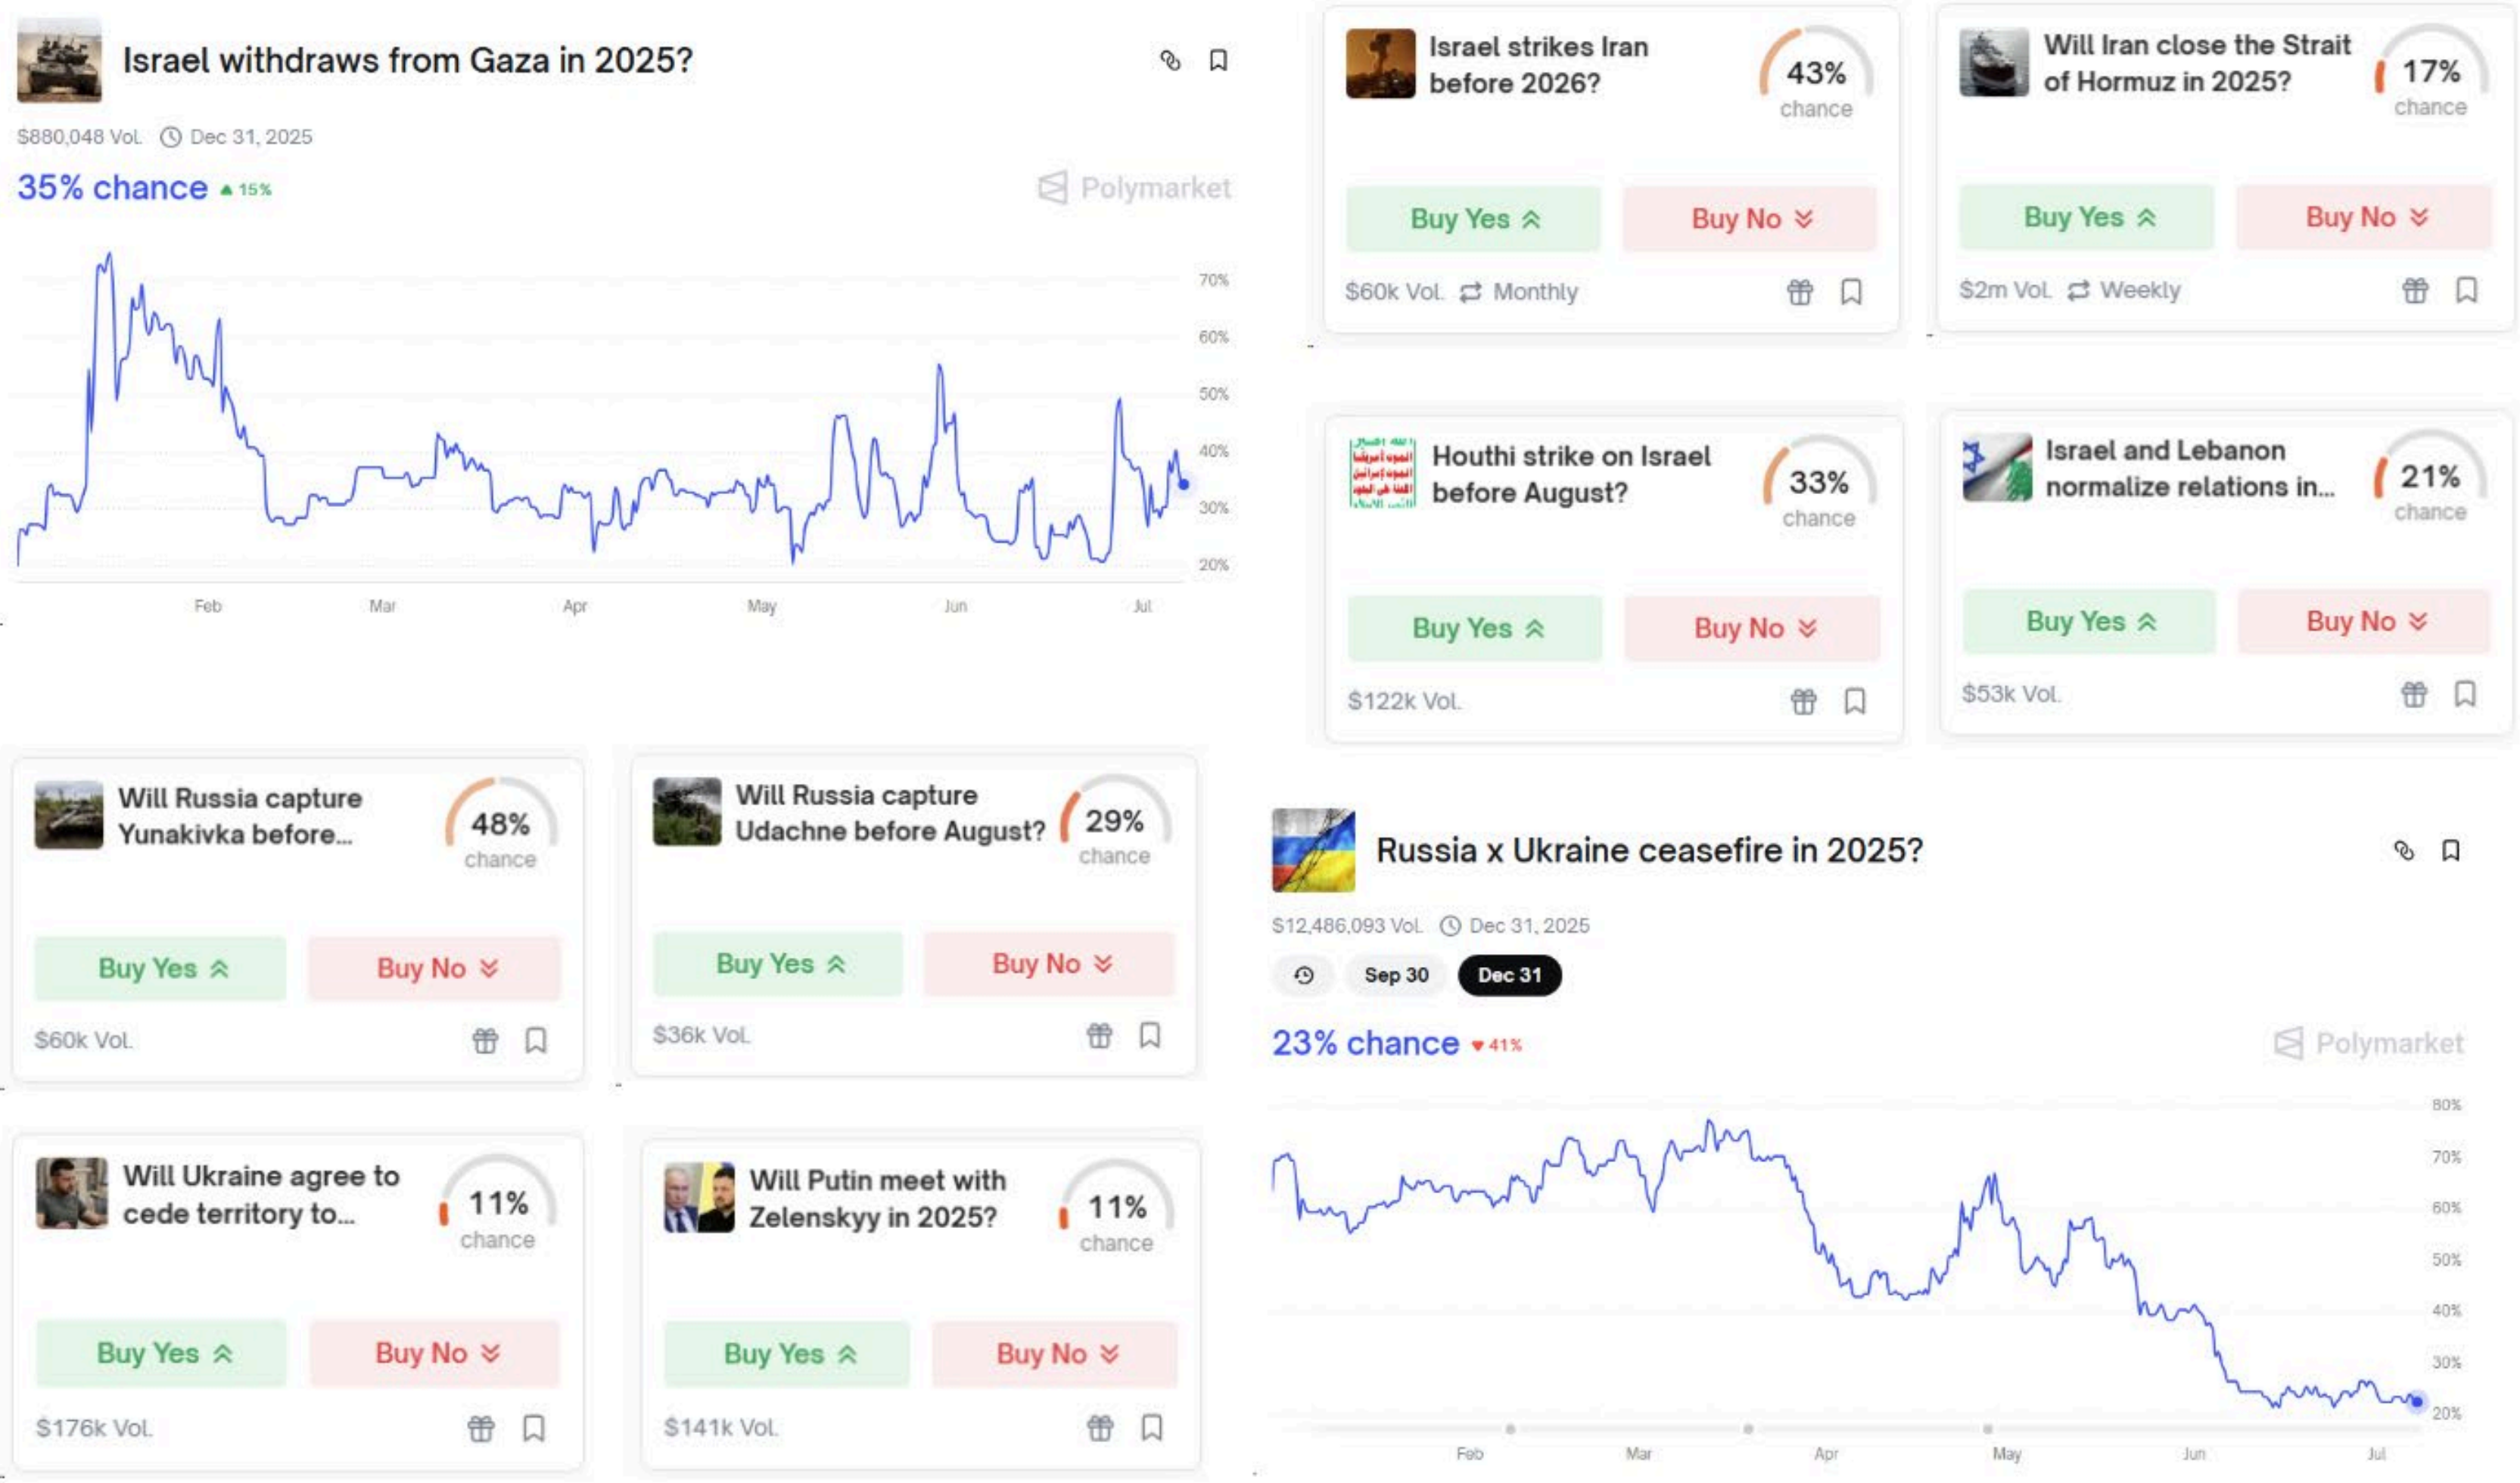 Israel withdraws from Gaza in 2025?
$880,048 Vol. Dec 31, 2025
35% chance 15%
Polymarket
70%
60%
50%
40%
30%
20%
Feb Mar Apr May Jun Jul
Israel strikes Iran
before 2026?
43%
chance
Buy Yes Buy No
$60k Vol. Monthly
Will Iran close the Strait
of Hormuz in 2025?
17%
chance
Buy Yes Buy No
$2m Vol. Weekly
Houthi strike on Israel
before August?
33%
chance
Buy Yes Buy No
$122k Vol.
Israel and Lebanon
normalize relations in...
21%
chance
Buy Yes Buy No
$53k Vol.
Will Russia capture
Yunakivka before...
48%
chance
Buy Yes Buy No
$60k Vol.
Will Russia capture
Udachne before August?
29%
chance
Buy Yes Buy No
$36k Vol.
Will Ukraine agree to
cede territory to...
11%
chance
Buy Yes Buy No
$176k Vol.
Will Putin meet with
Zelenskyy in 2025?
11%
chance
Buy Yes Buy No
$141k Vol.
Russia x Ukraine ceasefire in 2025?
$12,486,093 Vol. Dec 31, 2025
Sep 30 Dec 31
23% chance 41%
Polymarket
80%
70%
60%
50%
40%
30%
20%
Feb Mar Apr May Jun Jul